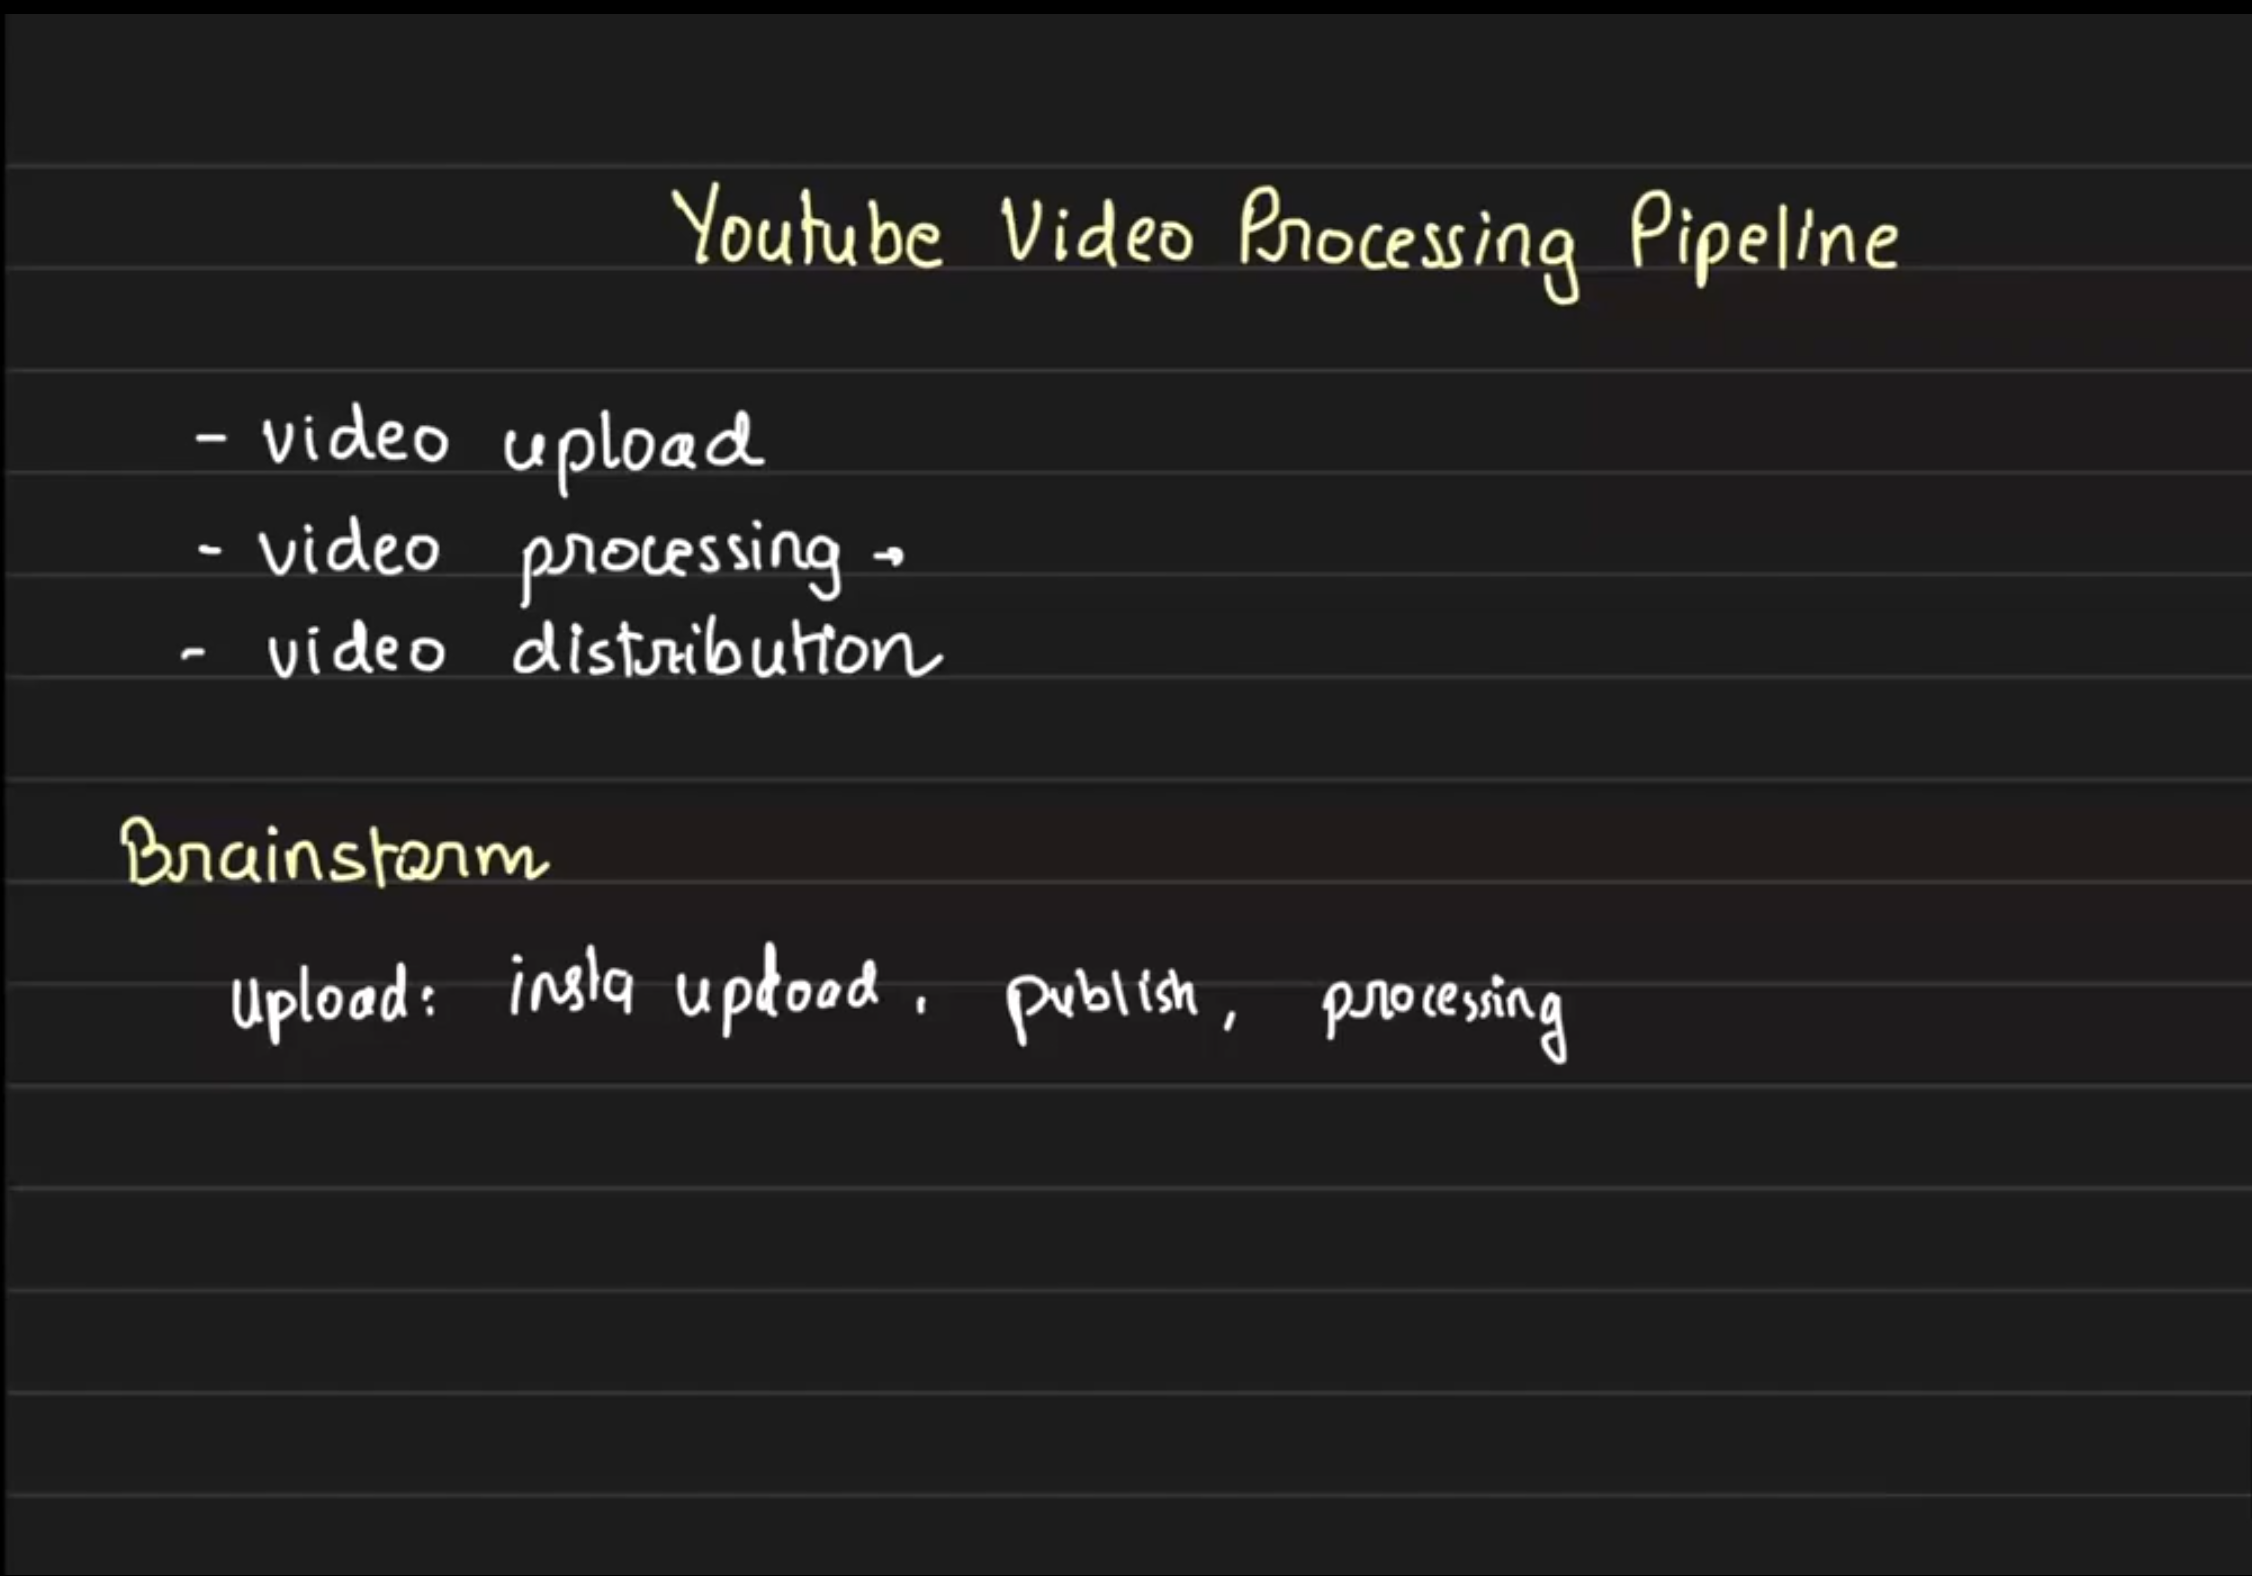 Youtube Video Processing Pipeline
- video upload
- video processing →
- video distribution
Brainstorm
Upload: insta upload, publish, processing